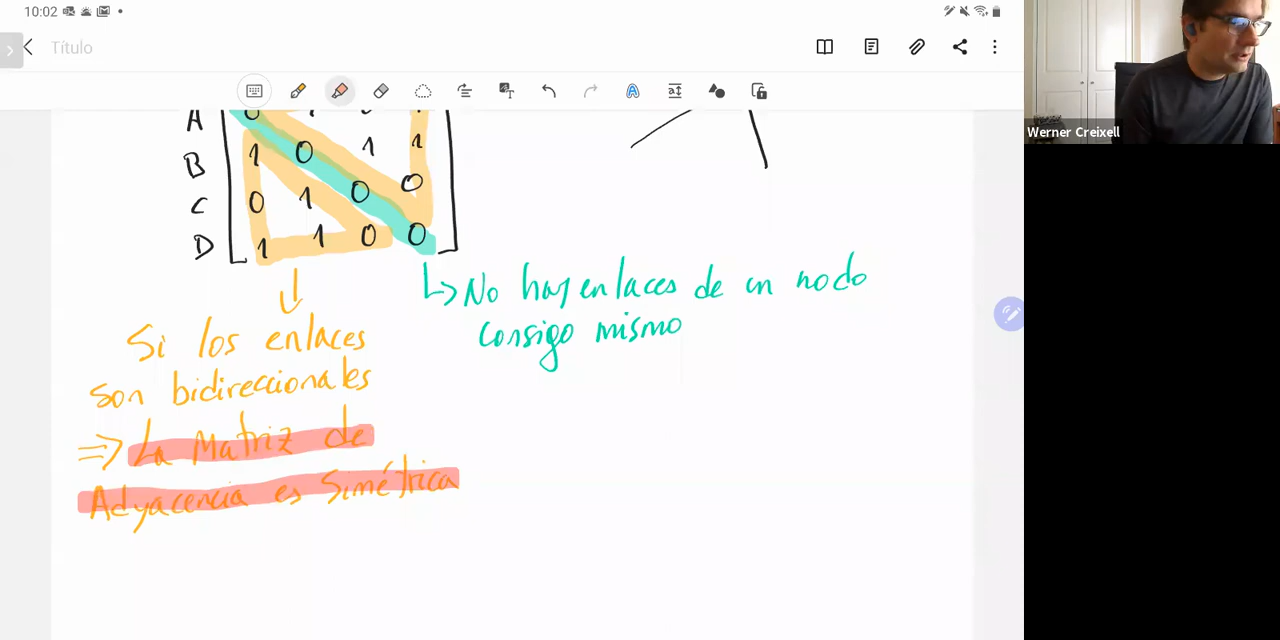 10:02
Título
Werner Creixell
A
B 1 0 1 1
C 0 1 0 0
D 1 1 0 0
↳ No hay enlaces de un nodo
consigo mismo
Si los enlaces
son bidireccionales
⇒ La Matriz de
Adyacencia es Simétrica